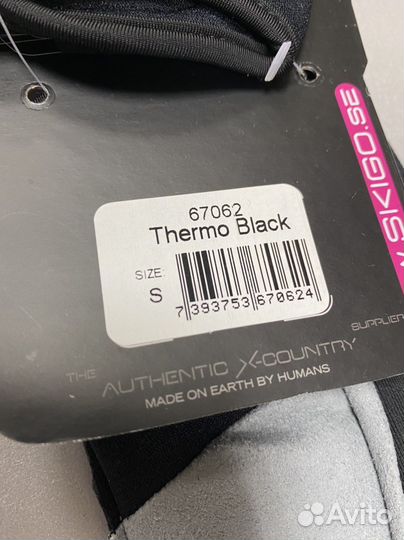 67062
Thermo Black
SIZE:
S
7 393753 670624
SKIGO.SE
THE AUTHENTIC X-COUNTRY SUPPLIER
MADE ON EARTH BY HUMANS
Avito